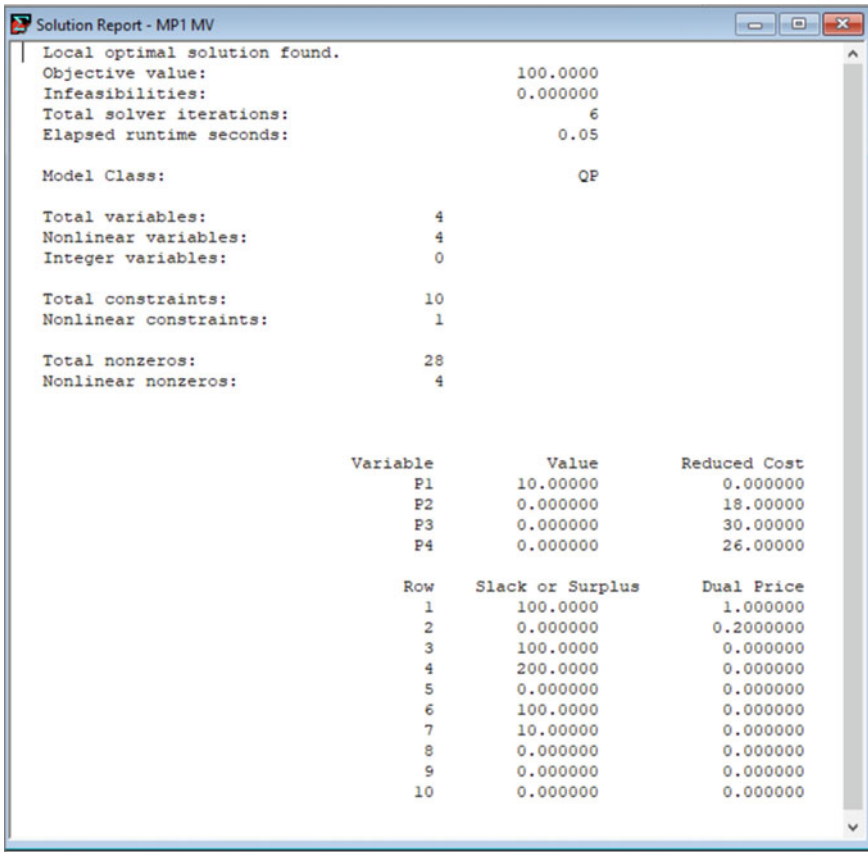 Solution Report - MP1 MV
Local optimal solution found.
Objective value: 100.0000
Infeasibilities: 0.000000
Total solver iterations: 6
Elapsed runtime seconds: 0.05
Model Class: QP
Total variables: 4
Nonlinear variables: 4
Integer variables: 0
Total constraints: 10
Nonlinear constraints: 1
Total nonzeros: 28
Nonlinear nonzeros: 4
Variable Value Reduced Cost
P1 10.00000 0.000000
P2 0.000000 18.00000
P3 0.000000 30.00000
P4 0.000000 26.00000
Row Slack or Surplus Dual Price
1 100.0000 1.000000
2 0.000000 0.2000000
3 100.0000 0.000000
4 200.0000 0.000000
5 0.000000 0.000000
6 100.0000 0.000000
7 10.00000 0.000000
8 0.000000 0.000000
9 0.000000 0.000000
10 0.000000 0.000000